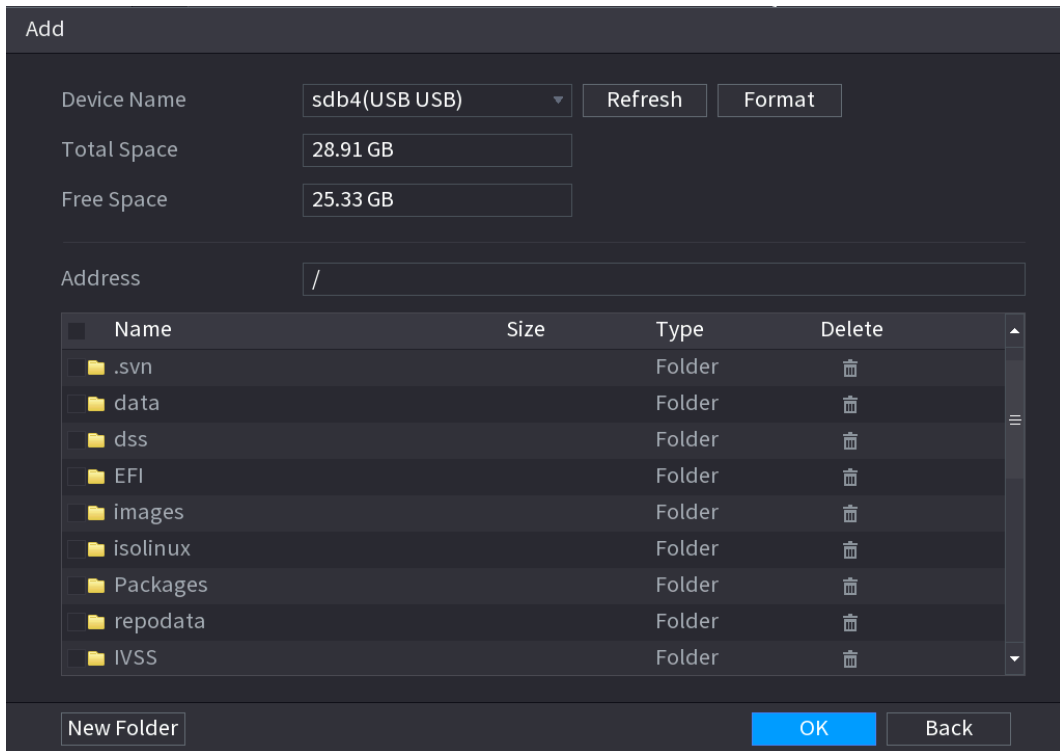 Add
Device Name sdb4(USB USB) Refresh Format
Total Space 28.91 GB
Free Space 25.33 GB
Address /
Name Size Type Delete
.svn Folder
data Folder
dss Folder
EFI Folder
images Folder
isolinux Folder
Packages Folder
repodata Folder
IVSS Folder
New Folder OK Back